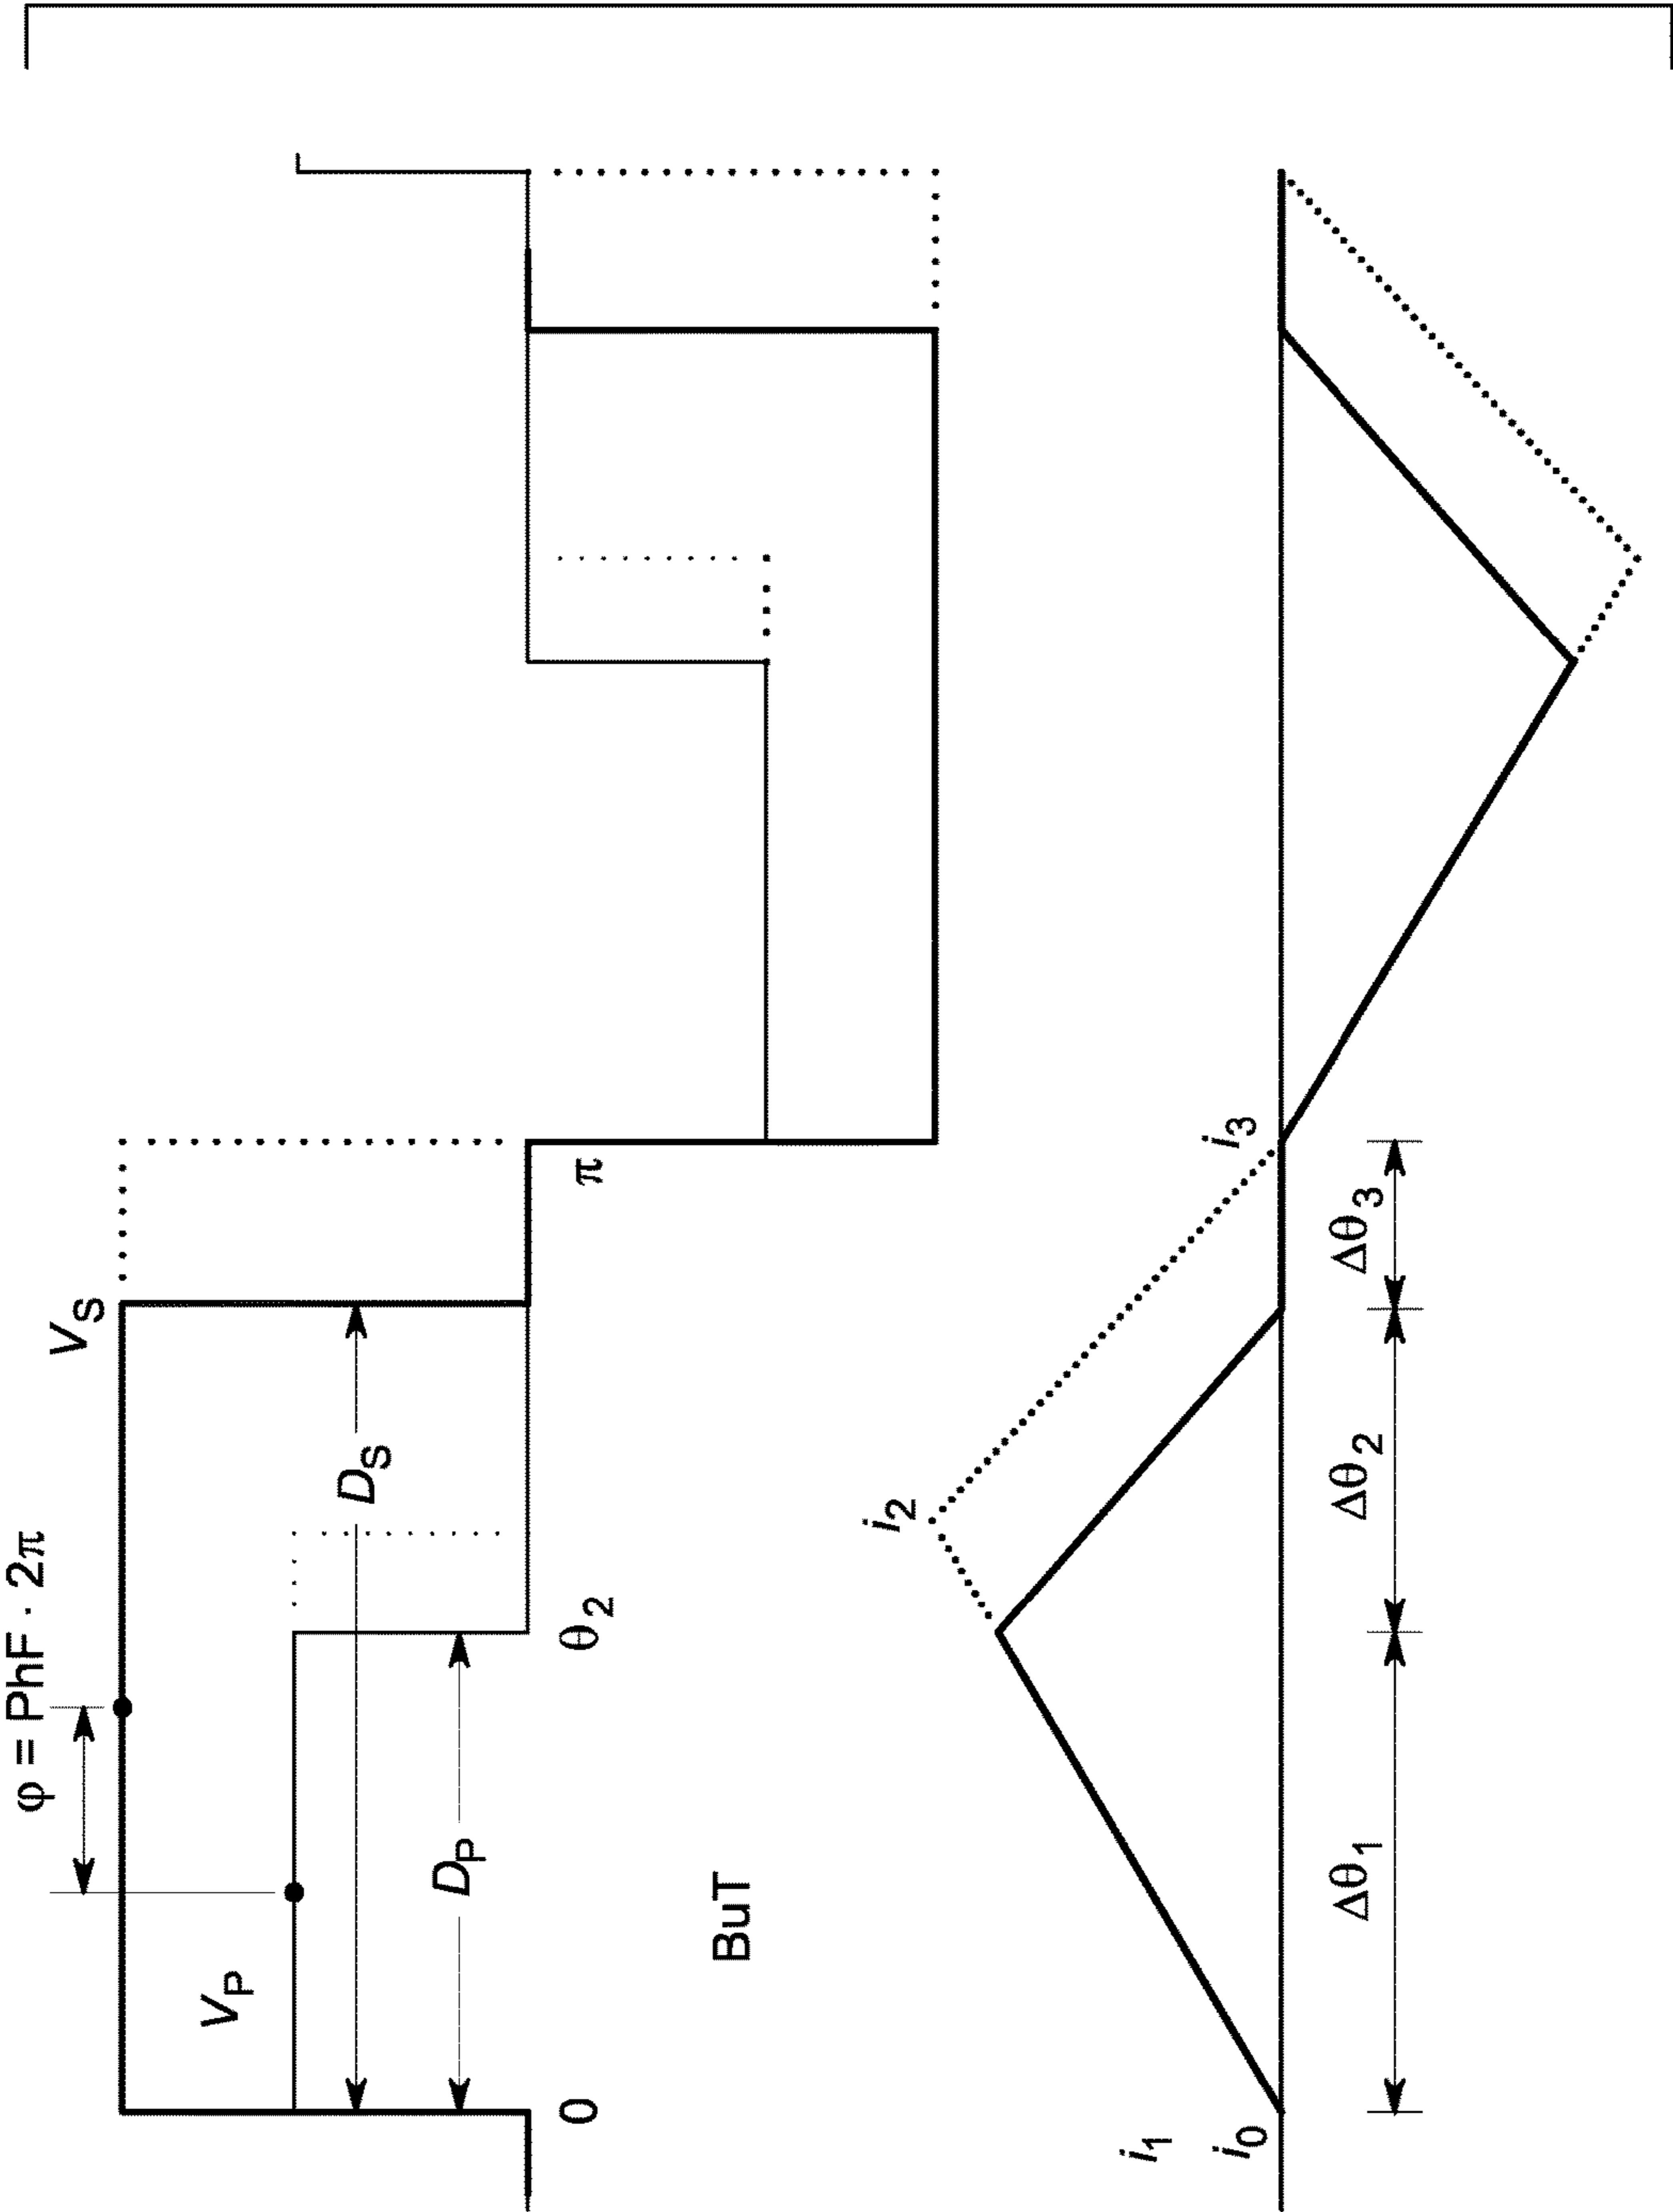 φ = PhF · 2π
V_S
V_P
D_S
D_P
0
θ_2
π
BuT
i_2
i_1
i_0
i_3
Δθ_1
Δθ_2
Δθ_3